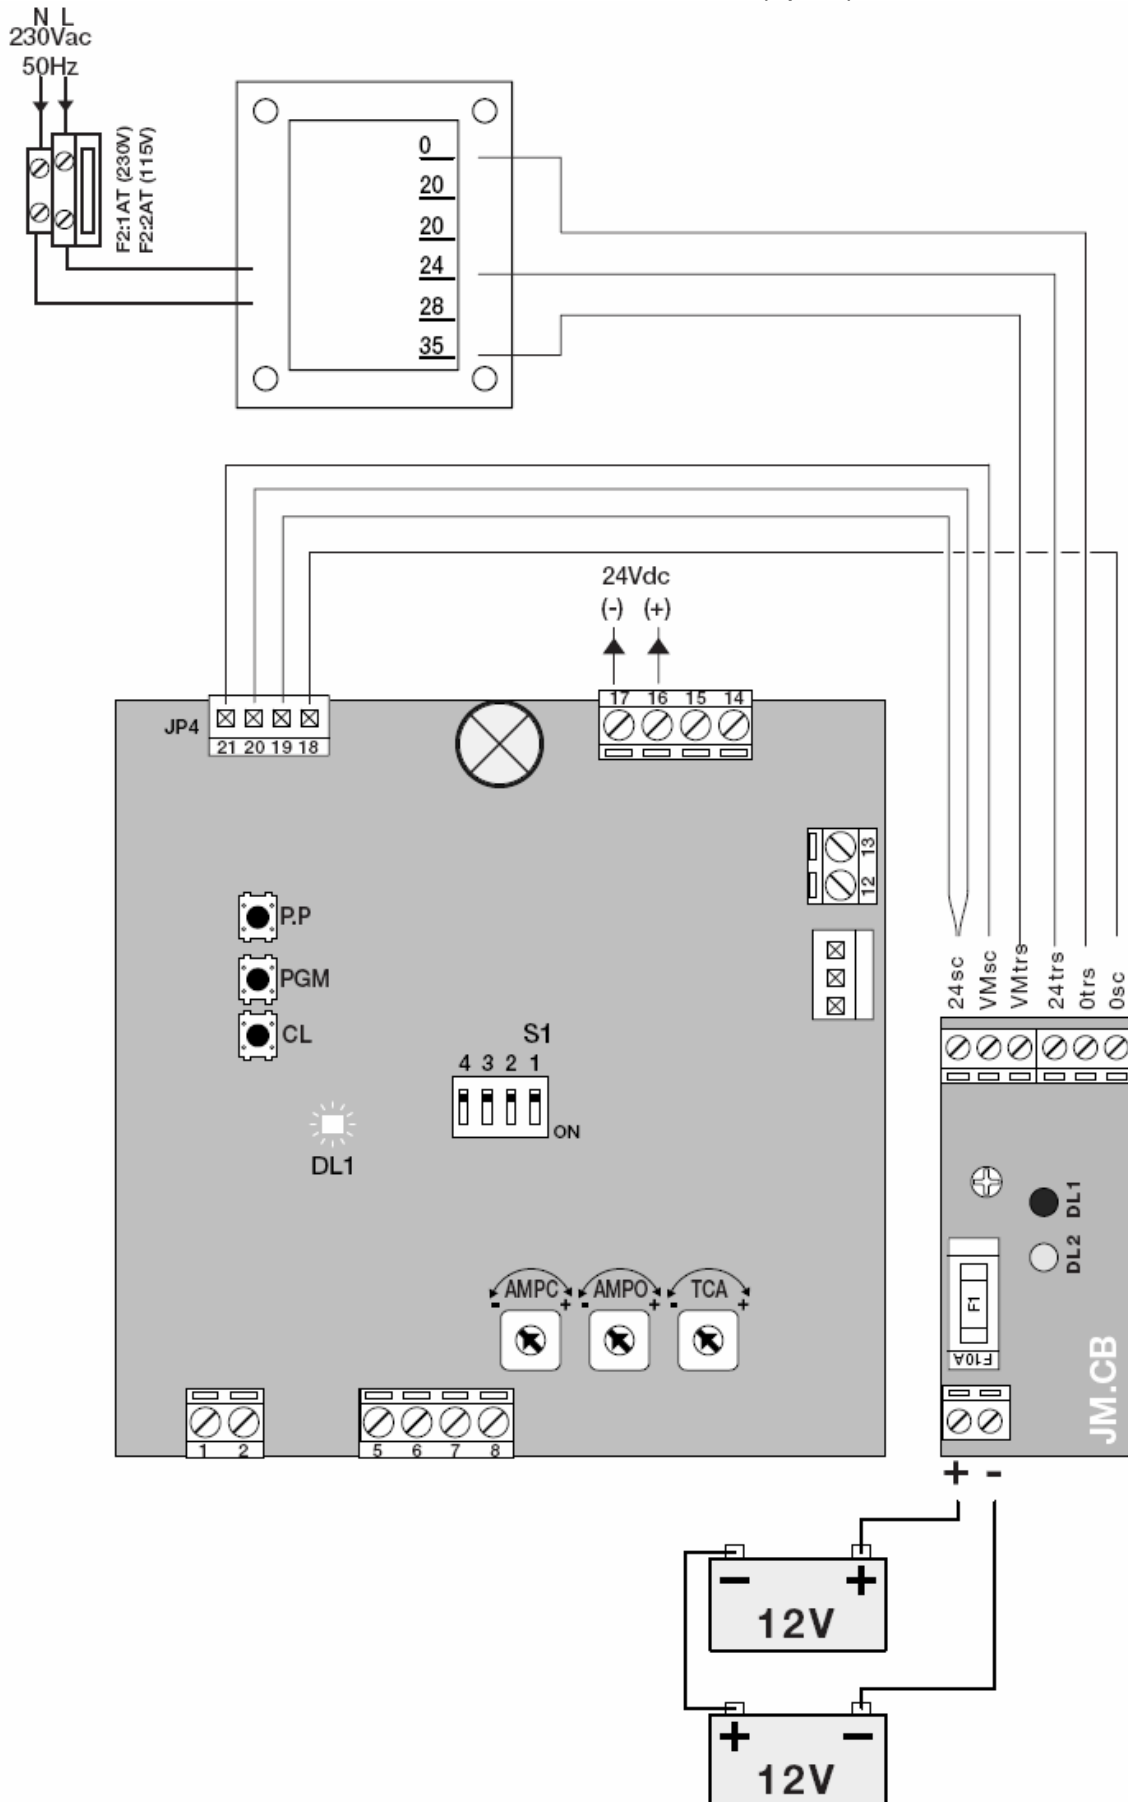 N L
230Vac
50Hz
F2:1AT (230V)
F2:2AT (115V)
0
20
20
24
28
35
24Vdc
(-) (+)
17 16 15 14
JP4
21 20 19 18
13
12
P.P
PGM
CL
S1
4 3 2 1
ON
DL1
24sc
VMsc
VMtrs
24trs
0trs
0sc
DL1
DL2
F1
F10A
JM.CB
AMPC
- +
AMPO
- +
TCA
- +
1 2
5 6 7 8
+ -
- +
12V
+ -
12V